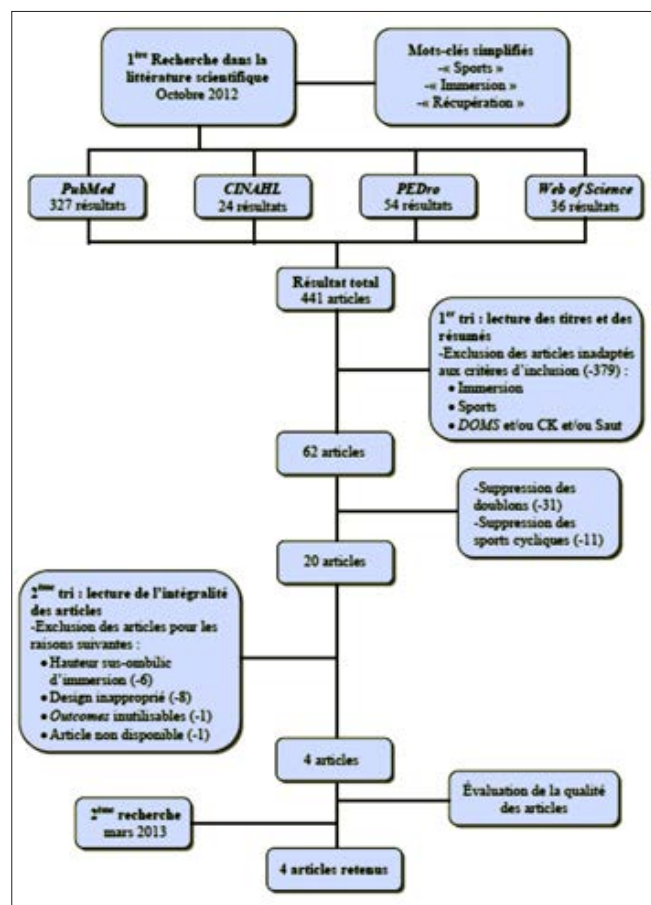 1ère Recherche dans la
littérature scientifique
Octobre 2012
Mots-clés simplifiés
-« Sports »
-« Immersion »
-« Récupération »
PubMed
327 résultats
CINAHL
24 résultats
PEDro
54 résultats
Web of Science
36 résultats
Résultat total
441 articles
1er tri : lecture des titres et des
résumés
-Exclusion des articles inadaptés
aux critères d'inclusion (-379) :
• Immersion
• Sports
• DOMS et/ou CK et/ou Saut
62 articles
-Suppression des
doublons (-31)
-Suppression des
sports cycliques (-11)
20 articles
2ème tri : lecture de l'intégralité
des articles
-Exclusion des articles pour les
raisons suivantes :
• Hauteur sus-ombilic
d'immersion (-6)
• Design inapproprié (-8)
• Outcomes inutilisables (-1)
• Article non disponible (-1)
4 articles
Évaluation de la qualité
des articles
2ème recherche
mars 2013
4 articles retenus